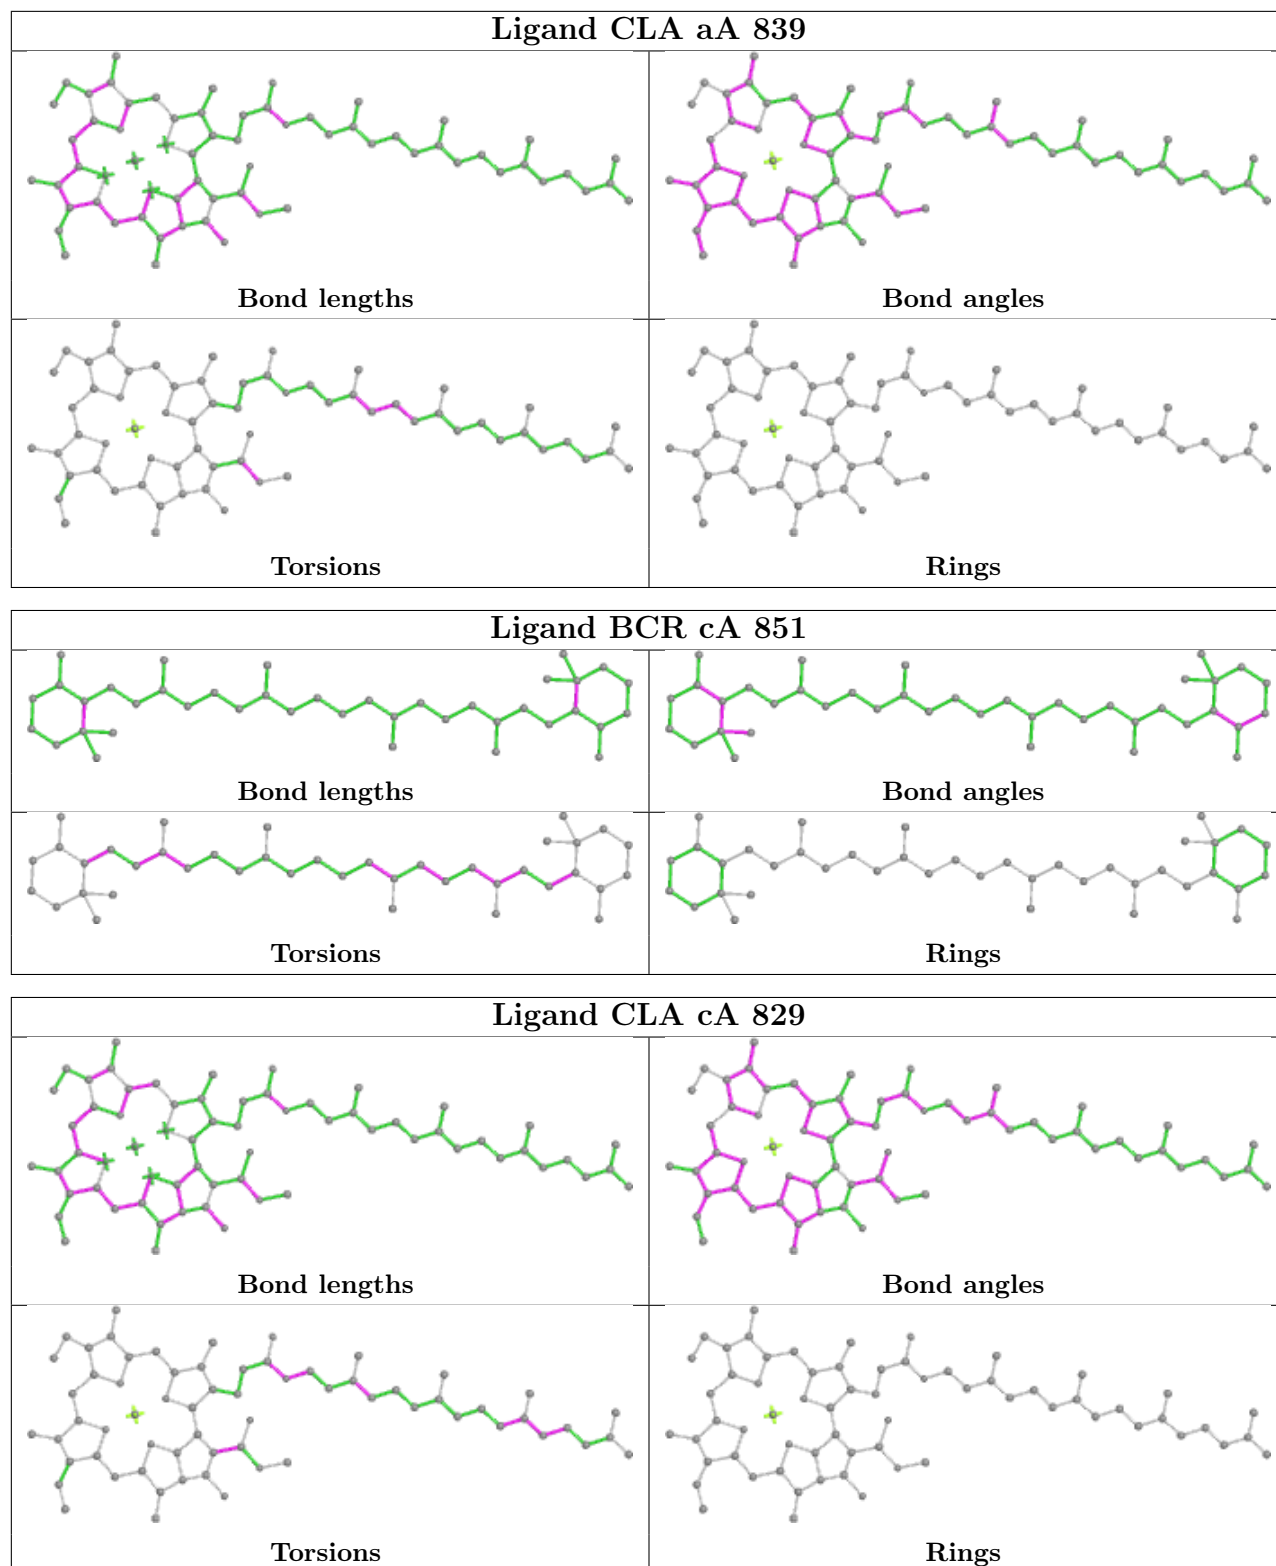 Ligand CLA aA 839
Bond lengths
Bond angles
Torsions
Rings
Ligand BCR cA 851
Bond lengths
Bond angles
Torsions
Rings
Ligand CLA cA 829
Bond lengths
Bond angles
Torsions
Rings